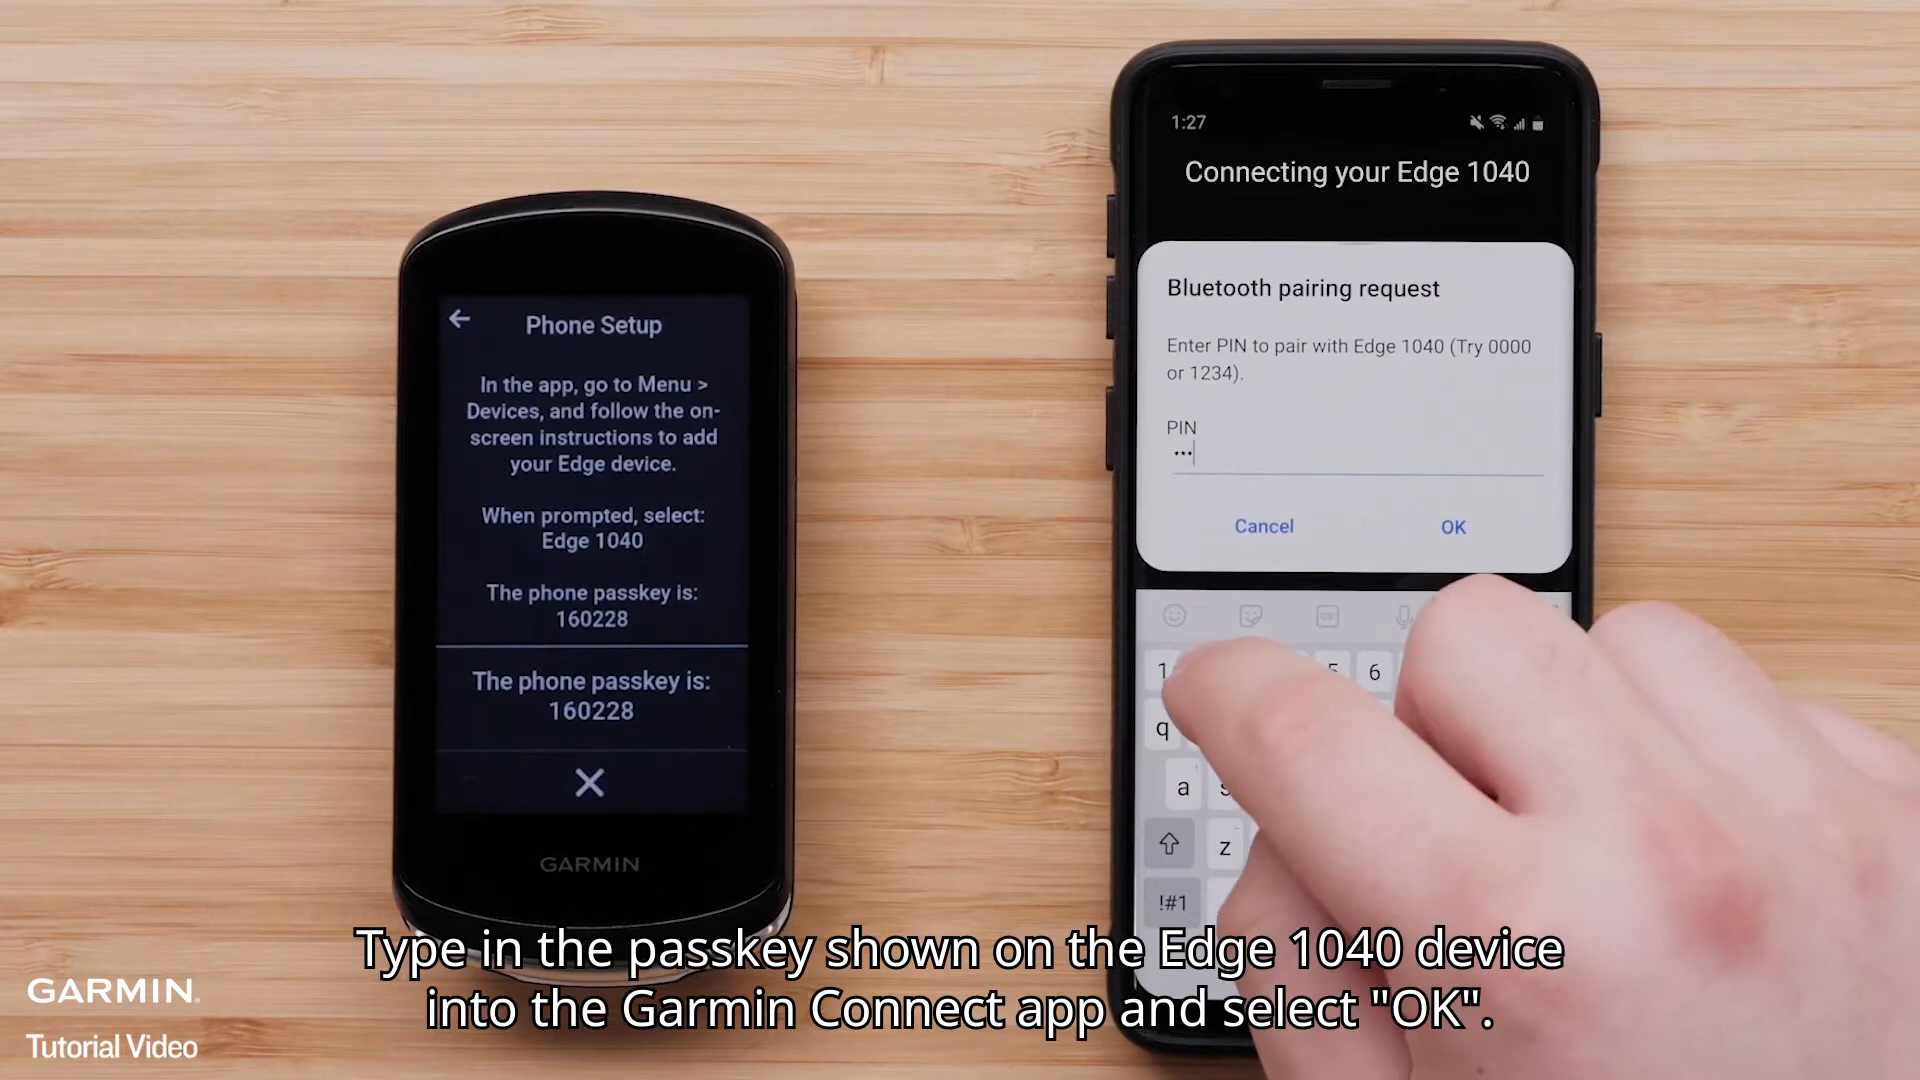 Phone Setup
In the app, go to Menu >
Devices, and follow the on-
screen instructions to add
your Edge device.
When prompted, select:
Edge 1040
The phone passkey is:
160228
The phone passkey is:
160228
GARMIN
1:27
Connecting your Edge 1040
Bluetooth pairing request
Enter PIN to pair with Edge 1040 (Try 0000
or 1234).
PIN
•••
Cancel
OK
GIF
1 5 6
q
a s
z
!#1
Type in the passkey shown on the Edge 1040 device
into the Garmin Connect app and select "OK".
GARMIN®
Tutorial Video